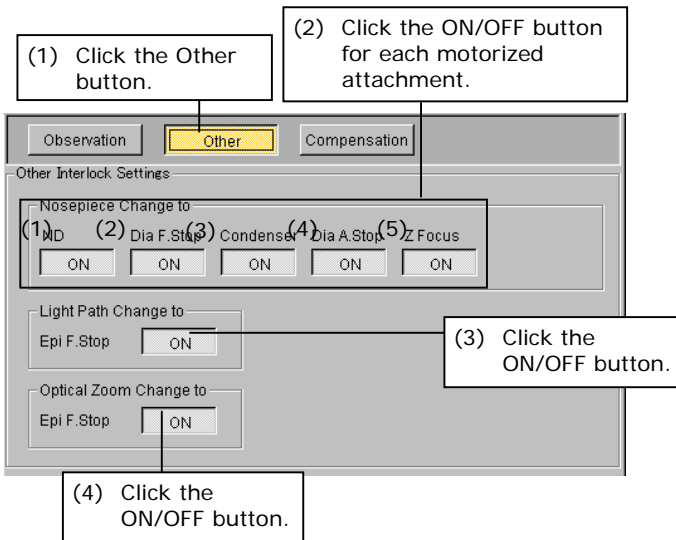 (1) Click the Other
button.
(2) Click the ON/OFF button
for each motorized
attachment.
Observation Other Compensation
Other Interlock Settings
Nosepiece Change to
(1) ND (2) Dia F.Stop (3) Condenser (4) Dia A.Stop (5) Z Focus
ON ON ON ON ON
Light Path Change to
Epi F.Stop ON
(3) Click the
ON/OFF button.
Optical Zoom Change to
Epi F.Stop ON
(4) Click the
ON/OFF button.